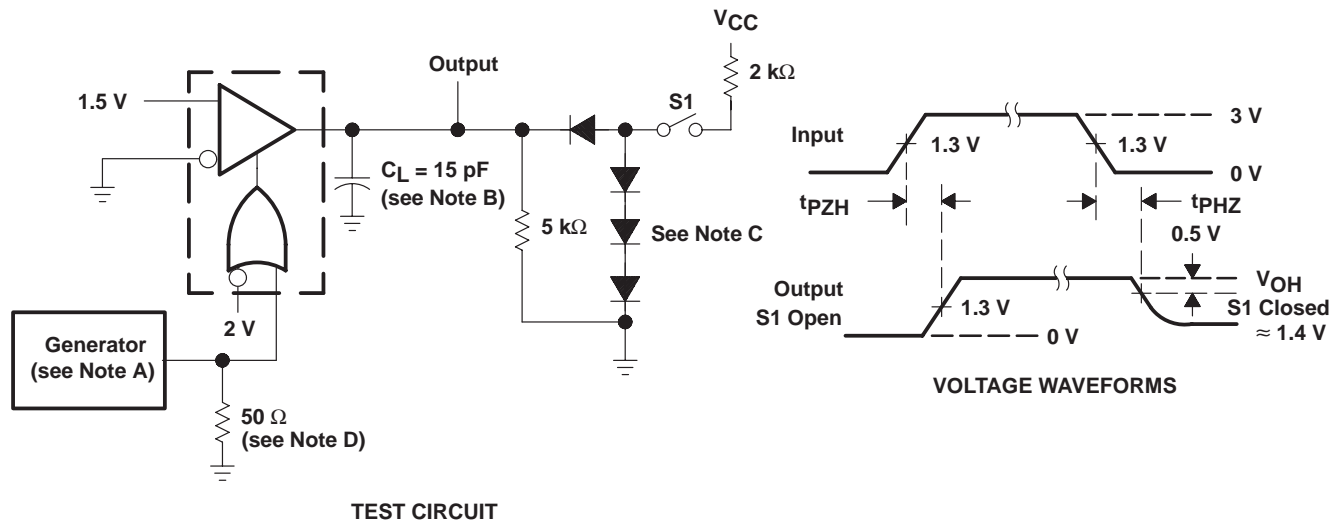 VCC
2 kΩ
Output
S1
1.5 V
CL = 15 pF
(see Note B)
5 kΩ
See Note C
2 V
Generator
(see Note A)
50 Ω
(see Note D)
TEST CIRCUIT
Input
1.3 V
1.3 V
3 V
0 V
tPZH
tPHZ
0.5 V
Output
S1 Open
1.3 V
0 V
VOH
S1 Closed
≈ 1.4 V
VOLTAGE WAVEFORMS